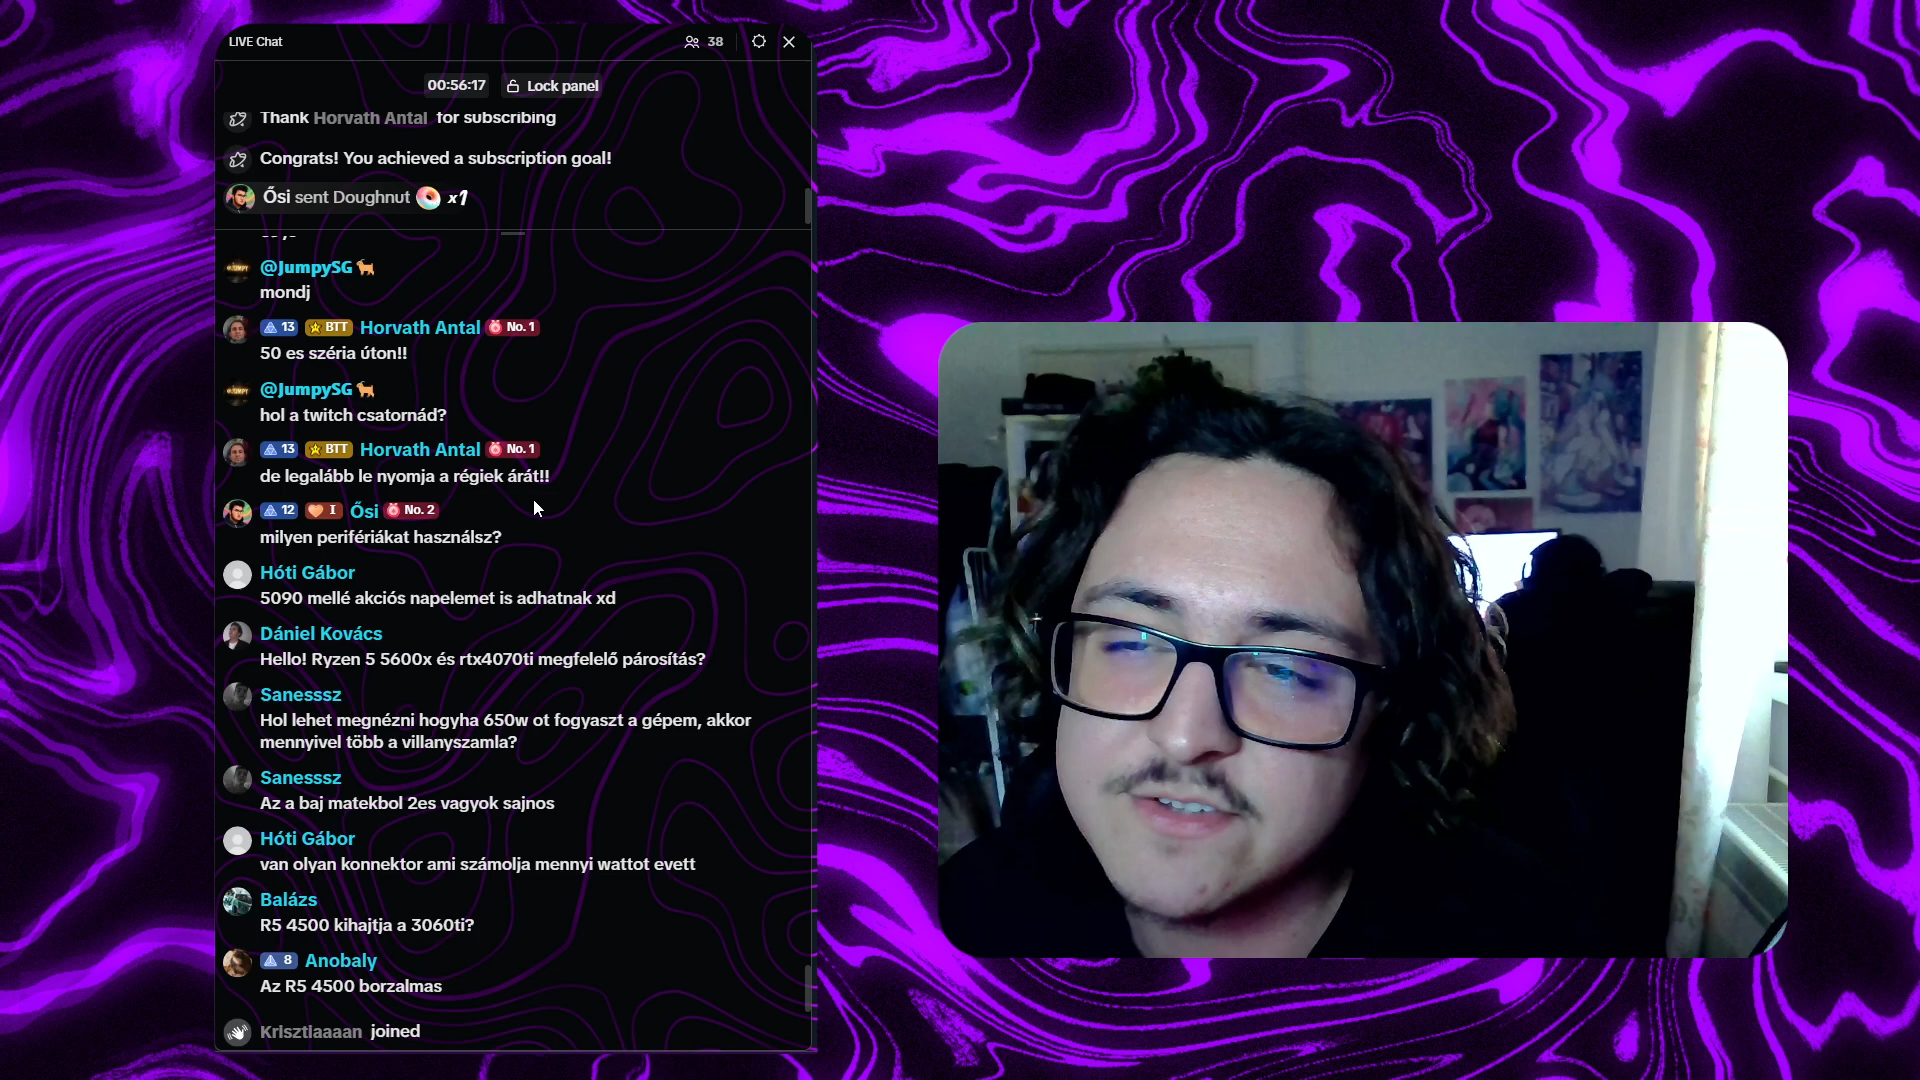 LIVE Chat
38
00:56:17
Lock panel
Thank Horvath Antal for subscribing
Congrats! You achieved a subscription goal!
Ősi sent Doughnut x1
@JumpySG
mondj
13 BTT Horvath Antal No. 1
50 es széria úton!!
@JumpySG
hol a twitch csatornád?
13 BTT Horvath Antal No. 1
de legalább le nyomja a régiek árát!!
12 I Ősi No. 2
milyen perifériákat használsz?
Hóti Gábor
5090 mellé akciós napelemet is adhatnak xd
Dániel Kovács
Hello! Ryzen 5 5600x és rtx4070ti megfelelő párosítás?
Sanesssz
Hol lehet megnézni hogyha 650w ot fogyaszt a gépem, akkor
mennyivel több a villanyszamla?
Sanesssz
Az a baj matekbol 2es vagyok sajnos
Hóti Gábor
van olyan konnektor ami számolja mennyi wattot evett
Balázs
R5 4500 kihajtja a 3060ti?
8 Anobaly
Az R5 4500 borzalmas
Krisztiaaaan joined